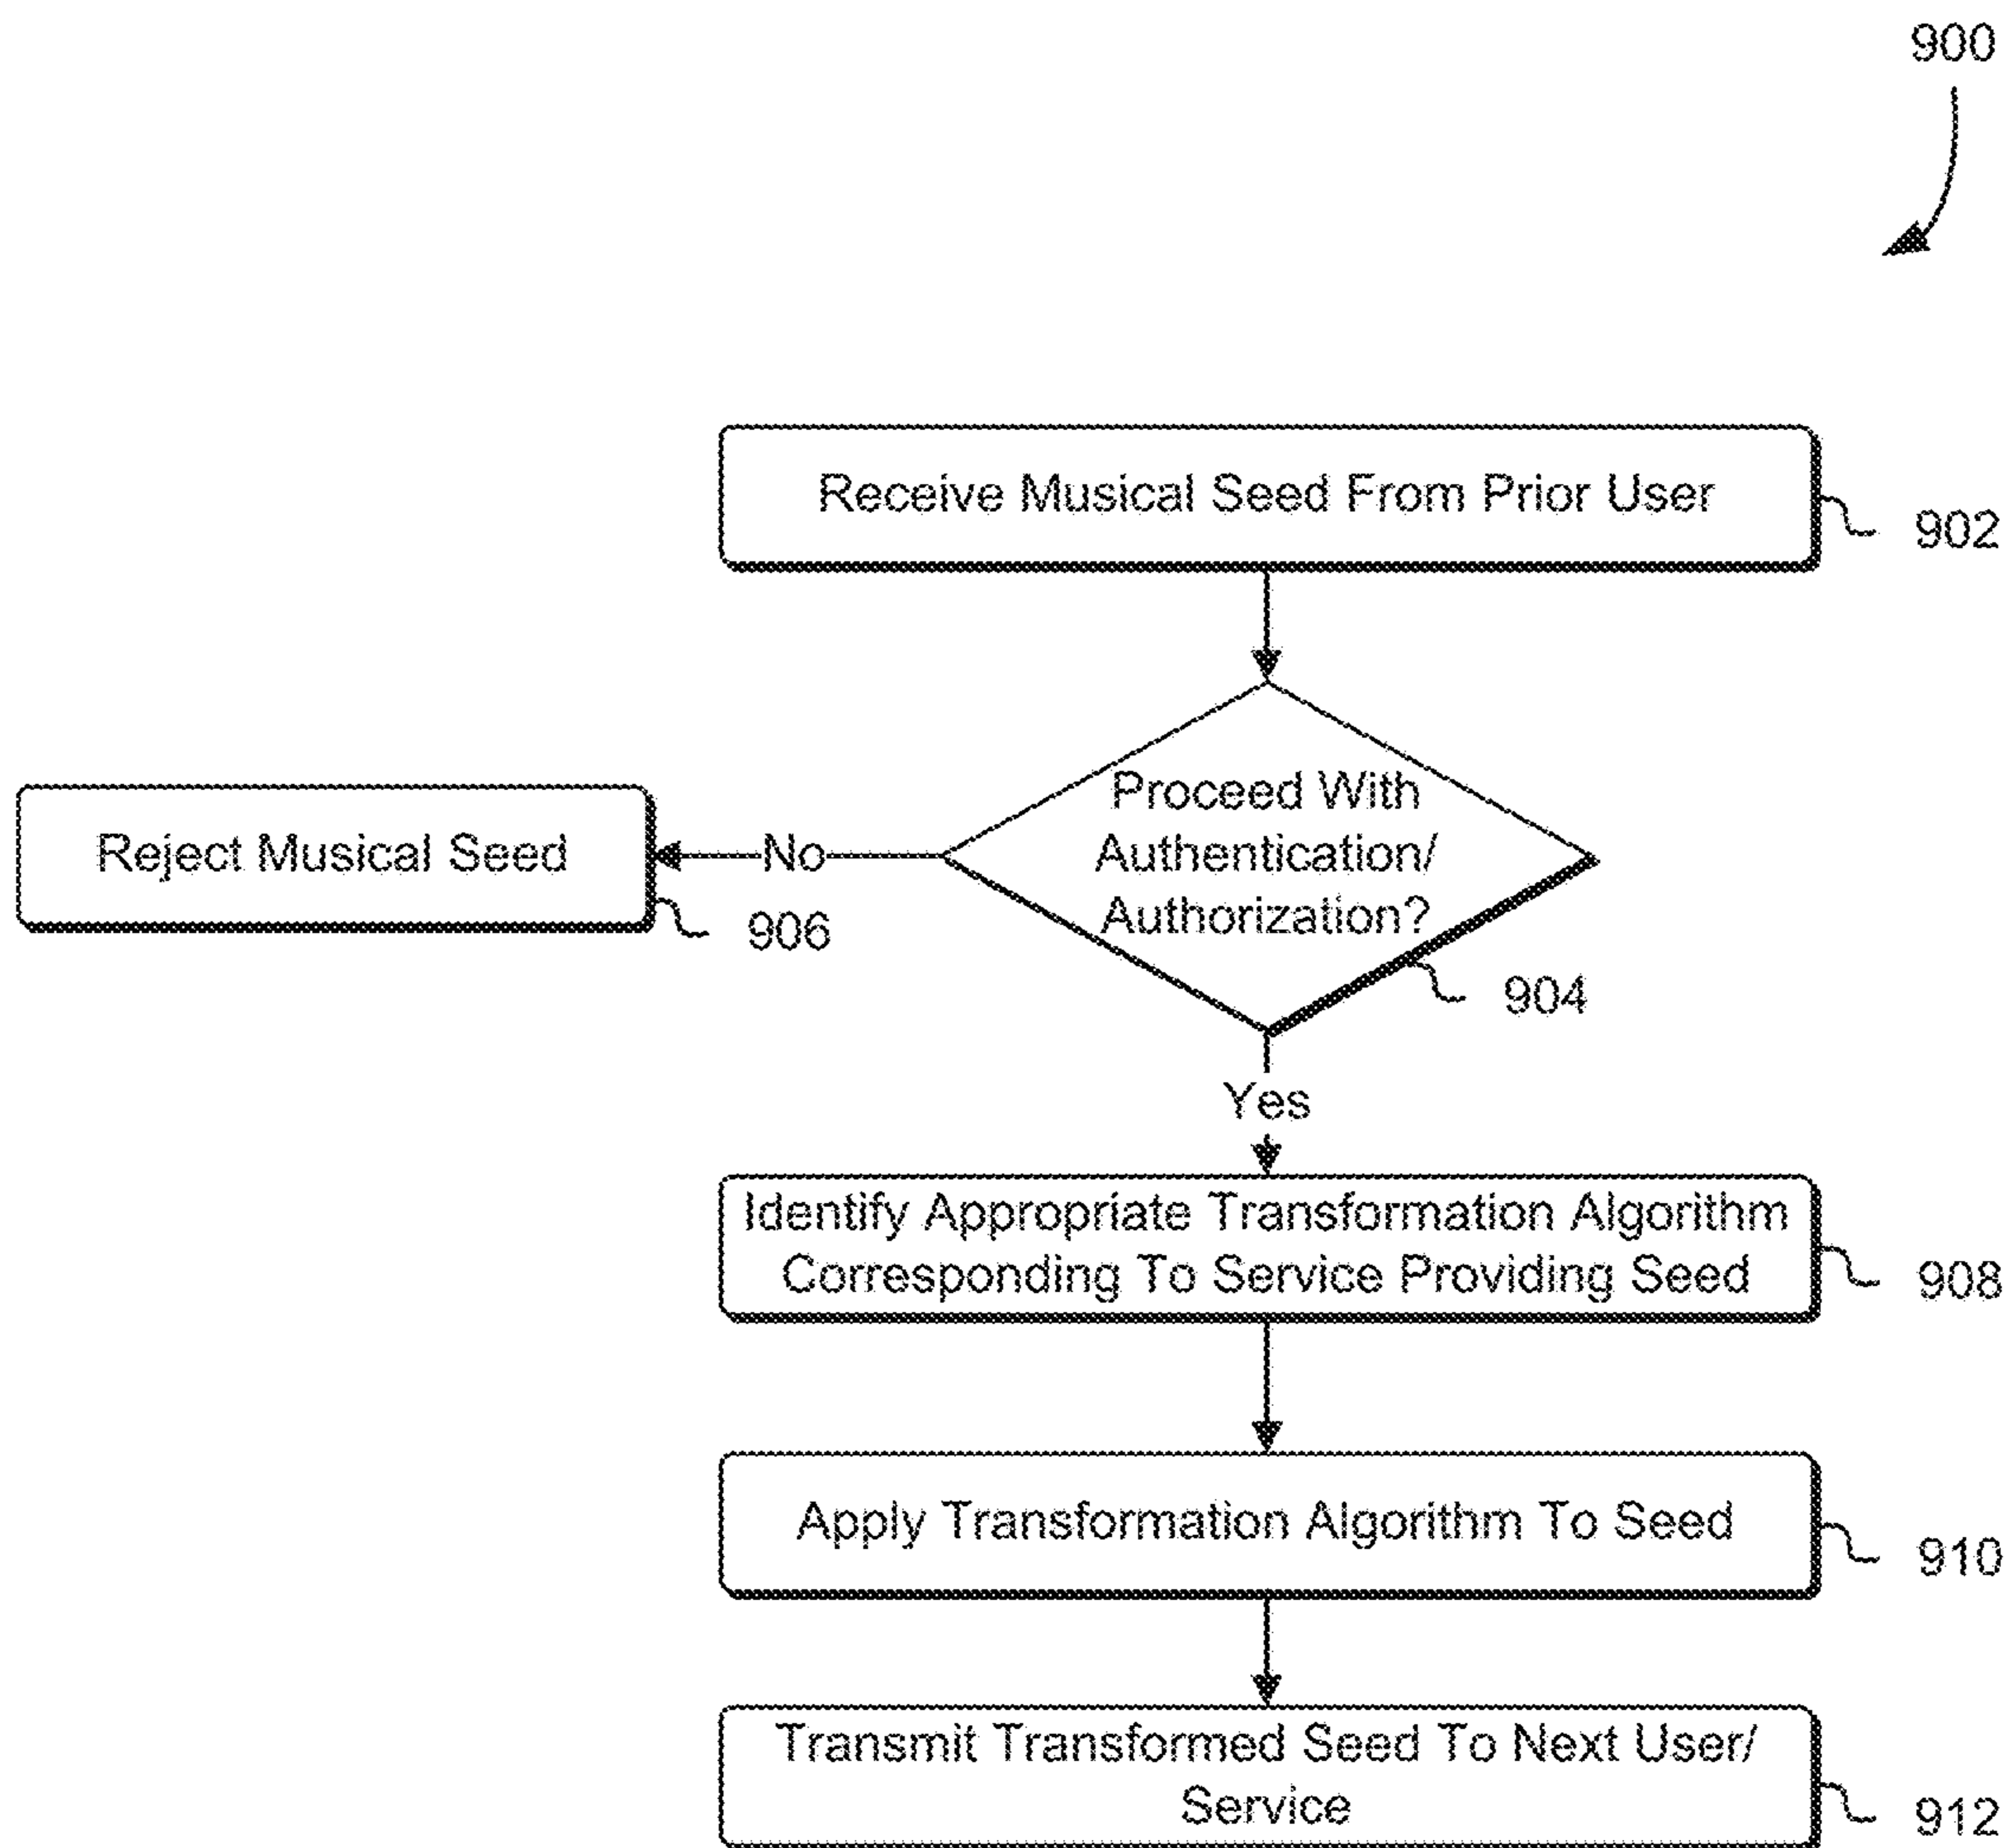 900
Receive Musical Seed From Prior User
902
Proceed With
Authentication/
Authorization?
904
No
Reject Musical Seed
906
Yes
Identify Appropriate Transformation Algorithm
Corresponding To Service Providing Seed
908
Apply Transformation Algorithm To Seed
910
Transmit Transformed Seed To Next User/
Service
912